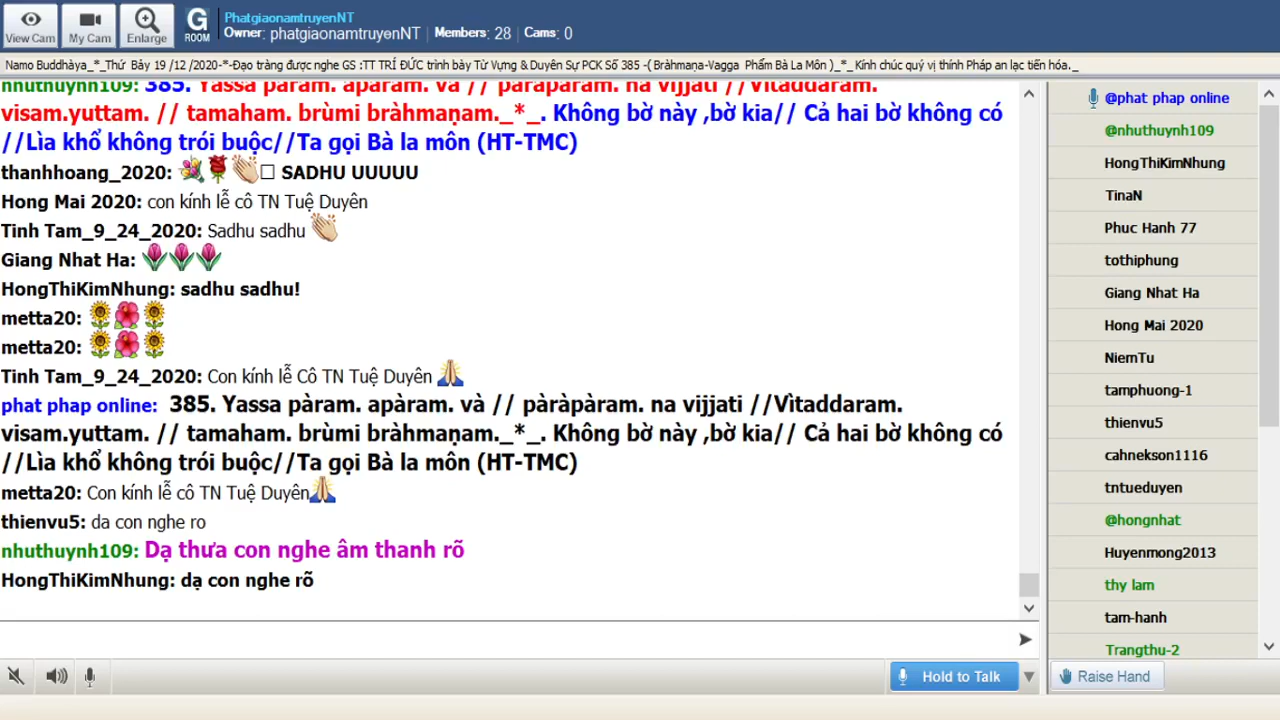 View Cam
My Cam
Enlarge
G
ROOM
PhatgiaonamtruyenNT
Owner: phatgiaonamtruyenNT | Members: 28 | Cams: 0
Namo Buddhàya_*_Thứ Bảy 19 /12 /2020-*-Đạo tràng được nghe GS :TT TRÍ ĐỨC trình bày Từ Vựng & Duyên Sự PCK Số 385 -( Bràhmaṇa-Vagga Phẩm Bà La Môn )_*_ Kính chúc quý vị thính Pháp an lạc tiến hóa._
nhuthuynh109: 385. Yassa pàram. apàram. và // pàràpàram. na vijjati //Vìtaddaram.
visam.yuttam. // tamaham. brùmi bràhmaṇam._*_. Không bờ này ,bờ kia// Cả hai bờ không có
//Lìa khổ không trói buộc//Ta gọi Bà la môn (HT-TMC)
thanhhoang_2020: SADHU UUUUU
Hong Mai 2020: con kính lễ cô TN Tuệ Duyên
Tinh Tam_9_24_2020: Sadhu sadhu
Giang Nhat Ha:
HongThiKimNhung: sadhu sadhu!
metta20:
metta20:
Tinh Tam_9_24_2020: Con kính lễ Cô TN Tuệ Duyên
phat phap online: 385. Yassa pàram. apàram. và // pàràpàram. na vijjati //Vìtaddaram.
visam.yuttam. // tamaham. brùmi bràhmaṇam._*_. Không bờ này ,bờ kia// Cả hai bờ không có
//Lìa khổ không trói buộc//Ta gọi Bà la môn (HT-TMC)
metta20: Con kính lễ cô TN Tuệ Duyên
thienvu5: da con nghe ro
nhuthuynh109: Dạ thưa con nghe âm thanh rõ
HongThiKimNhung: dạ con nghe rõ
Hold to Talk
@phat phap online
@nhuthuynh109
HongThiKimNhung
TinaN
Phuc Hanh 77
tothiphung
Giang Nhat Ha
Hong Mai 2020
NiemTu
tamphuong-1
thienvu5
cahnekson1116
tntueduyen
@hongnhat
Huyenmong2013
thy lam
tam-hanh
Trangthu-2
Raise Hand